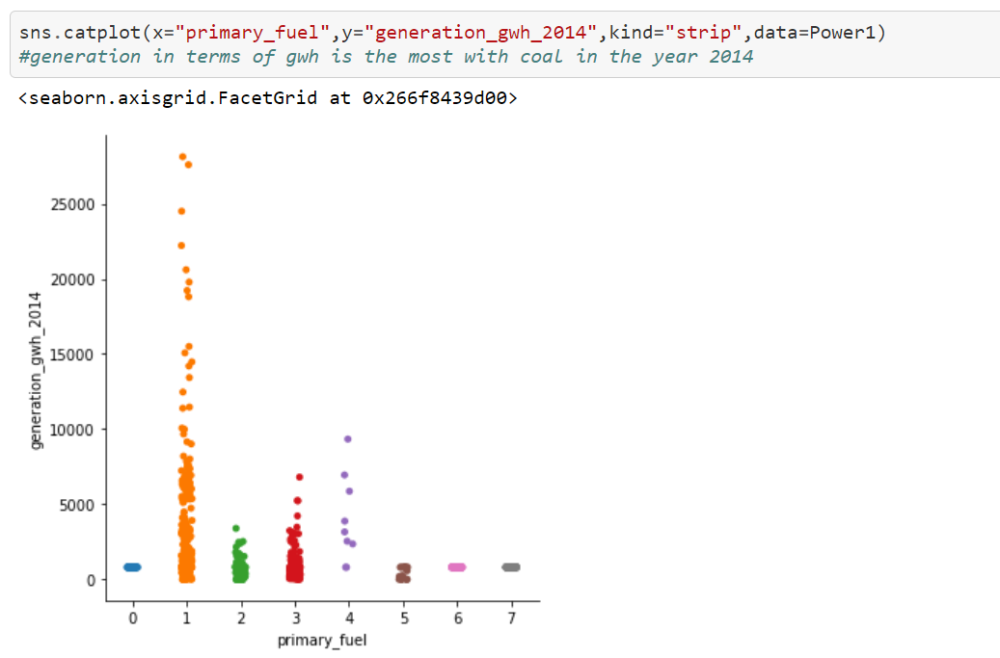 sns.catplot(x="primary_fuel",y="generation_gwh_2014",kind="strip",data=Power1)
#generation in terms of gwh is the most with coal in the year 2014
<seaborn.axisgrid.FacetGrid at 0x266f8439d00>
25000
20000
15000
10000
5000
0
generation_gwh_2014
0 1 2 3 4 5 6 7
primary_fuel